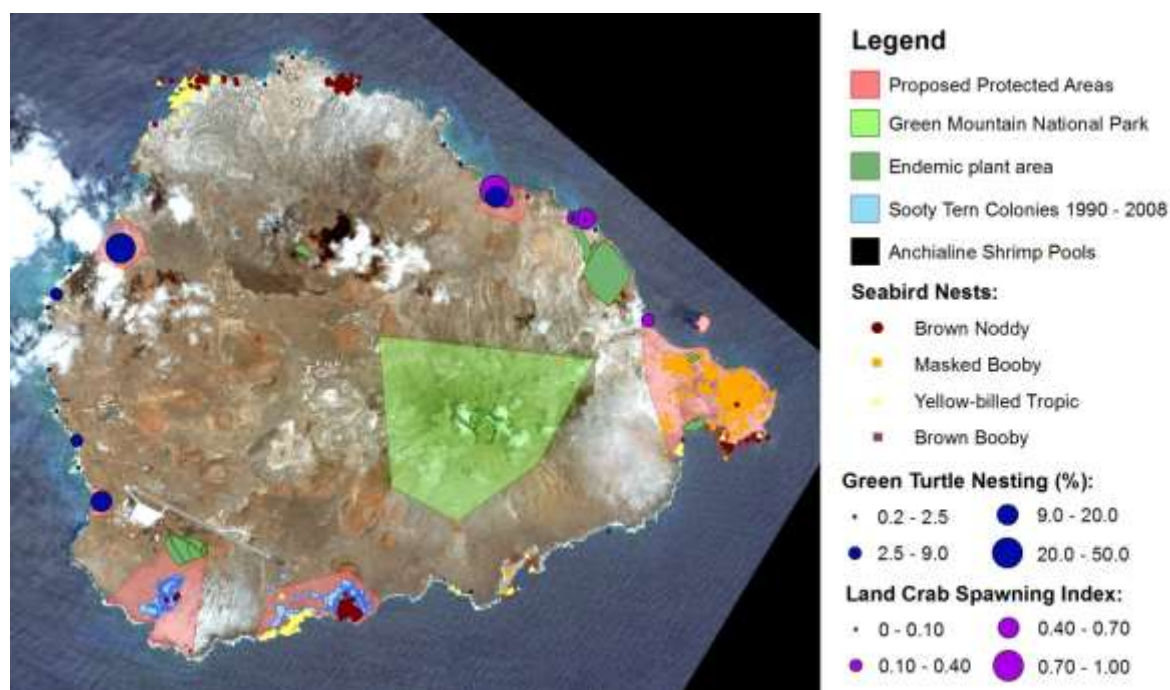 Legend
Proposed Protected Areas
Green Mountain National Park
Endemic plant area
Sooty Tern Colonies 1990 - 2008
Anchialine Shrimp Pools
Seabird Nests:
Brown Noddy
Masked Booby
Yellow-billed Tropic
Brown Booby
Green Turtle Nesting (%):
0.2 - 2.5 9.0 - 20.0
2.5 - 9.0 20.0 - 50.0
Land Crab Spawning Index:
0 - 0.10 0.40 - 0.70
0.10 - 0.40 0.70 - 1.00